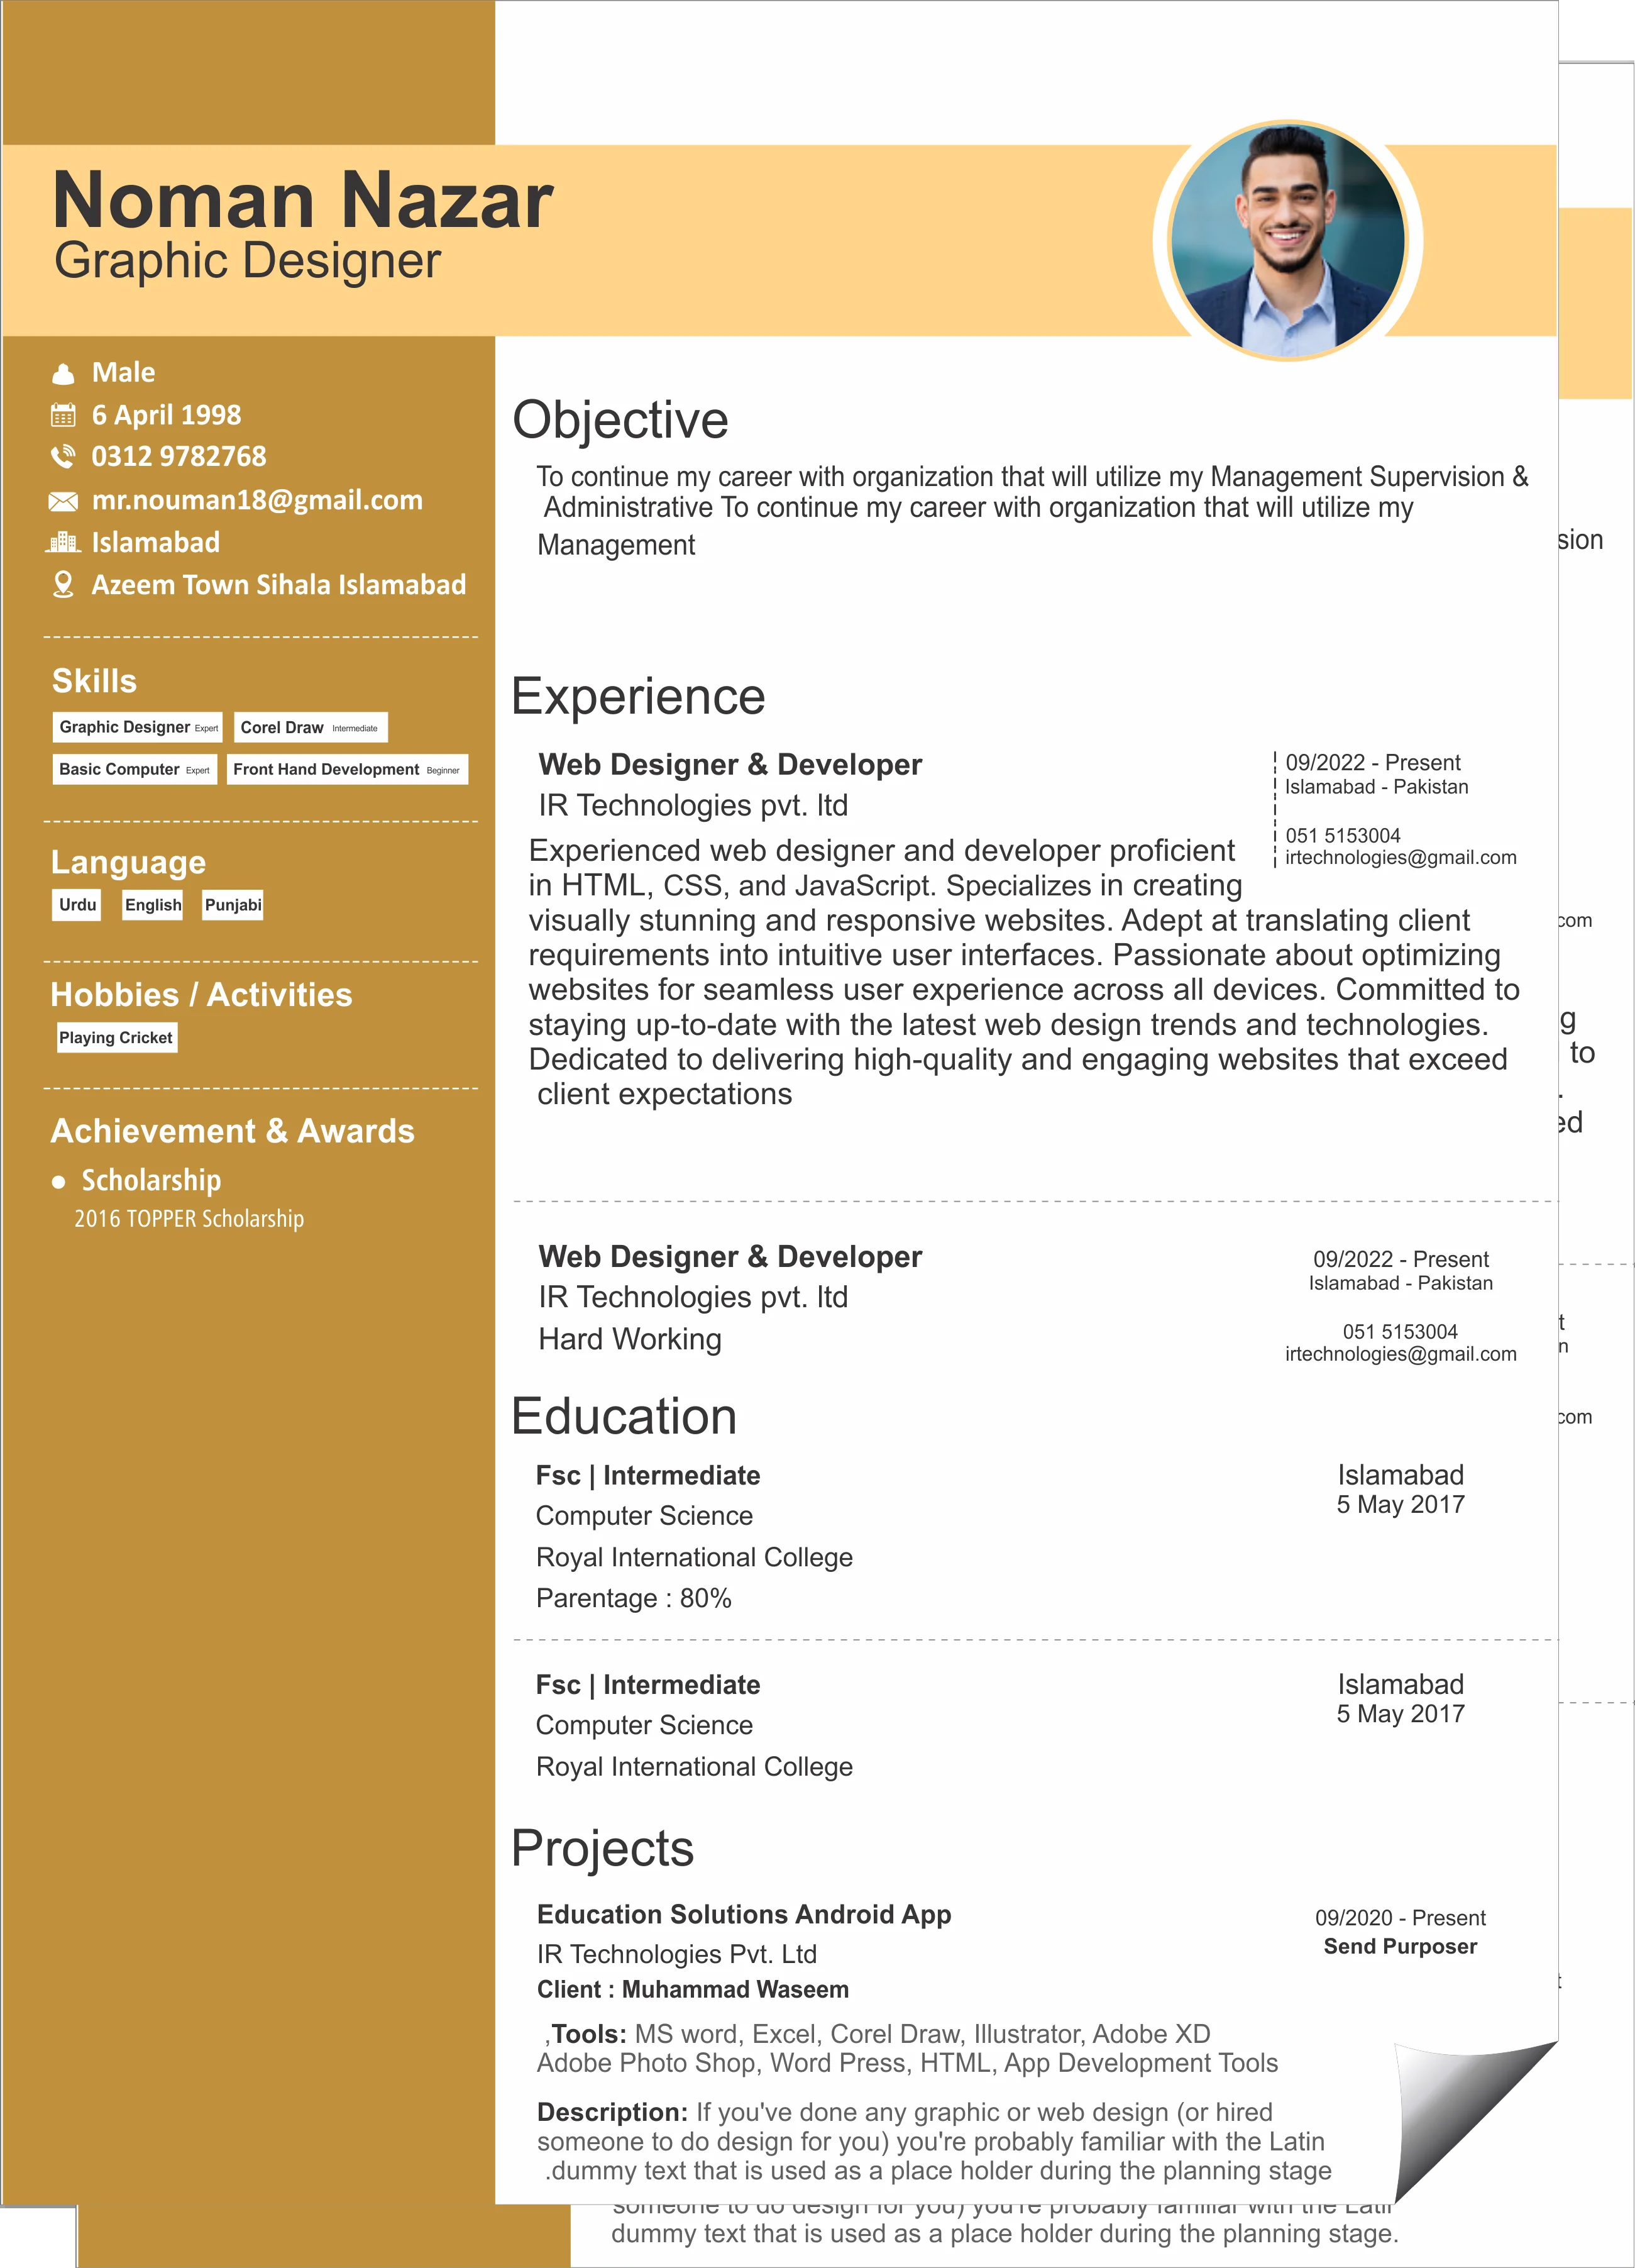 Noman Nazar
Graphic Designer
Male
6 April 1998
0312 9782768
mr.nouman18@gmail.com
Islamabad
Azeem Town Sihala Islamabad
Skills
Graphic Designer Expert
Corel Draw Intermediate
Basic Computer Expert
Front Hand Development Beginner
Language
Urdu English Punjabi
Hobbies / Activities
Playing Cricket
Achievement & Awards
Scholarship
2016 TOPPER Scholarship
Objective
To continue my career with organization that will utilize my Management Supervision &
Administrative To continue my career with organization that will utilize my
Management
Experience
Web Designer & Developer
IR Technologies pvt. ltd
09/2022 - Present
Islamabad - Pakistan
051 5153004
irtechnologies@gmail.com
Experienced web designer and developer proficient
in HTML, CSS, and JavaScript. Specializes in creating
visually stunning and responsive websites. Adept at translating client
requirements into intuitive user interfaces. Passionate about optimizing
websites for seamless user experience across all devices. Committed to
staying up-to-date with the latest web design trends and technologies.
Dedicated to delivering high-quality and engaging websites that exceed
client expectations
Web Designer & Developer
IR Technologies pvt. ltd
Hard Working
09/2022 - Present
Islamabad - Pakistan
051 5153004
irtechnologies@gmail.com
Education
Fsc | Intermediate
Computer Science
Royal International College
Parentage : 80%
Islamabad
5 May 2017
Fsc | Intermediate
Computer Science
Royal International College
Islamabad
5 May 2017
Projects
Education Solutions Android App
IR Technologies Pvt. Ltd
Client : Muhammad Waseem
09/2020 - Present
Send Purposer
,Tools: MS word, Excel, Corel Draw, Illustrator, Adobe XD
Adobe Photo Shop, Word Press, HTML, App Development Tools
Description: If you've done any graphic or web design (or hired
someone to do design for you) you're probably familiar with the Latin
.dummy text that is used as a place holder during the planning stage
someone to do design for you) you're probably familiar with the Latin
dummy text that is used as a place holder during the planning stage.
sion
com
g
to
.
ed
t
n
com
t